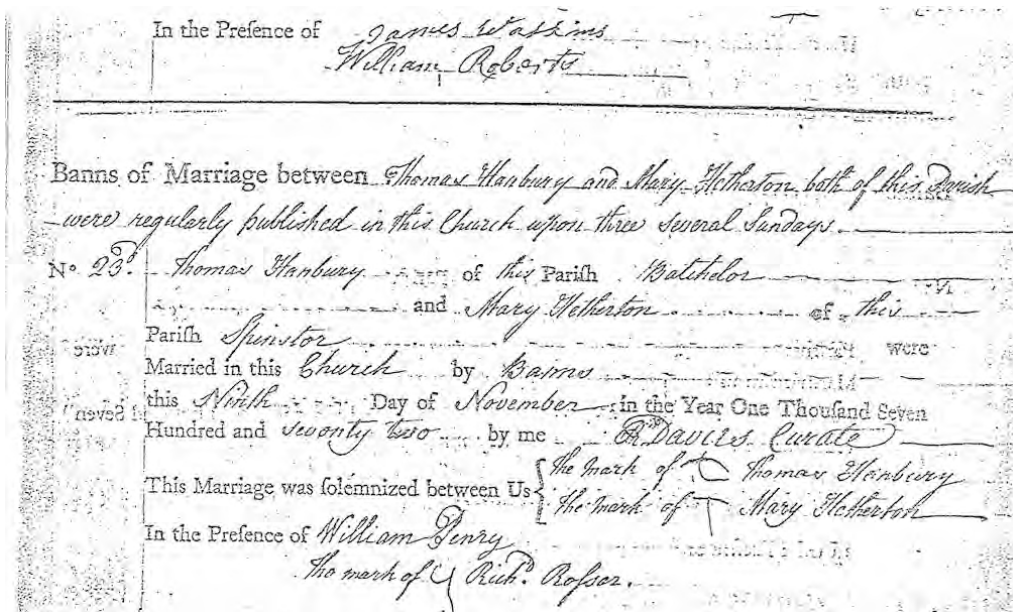 In the Preſence of James Watkins
William Roberts
Banns of Marriage between Thomas Hanbury and Mary Hetherton both of this Parish
were regularly published in this Church upon three several Sundays
No. 23. Thomas Hanbury of this Pariſh Batchelor
and Mary Hetherton of this
Pariſh Spinstor were
Married in this Church by Banns
this Ninth Day of November in the Year One Thouſand Seven
Hundred and seventy two by me Davies Curate
This Marriage was ſolemnized between Us the mark of Thomas Hanbury
the mark of Mary Hetherton
In the Preſence of William Penry
The mark of Richd. Rosser.